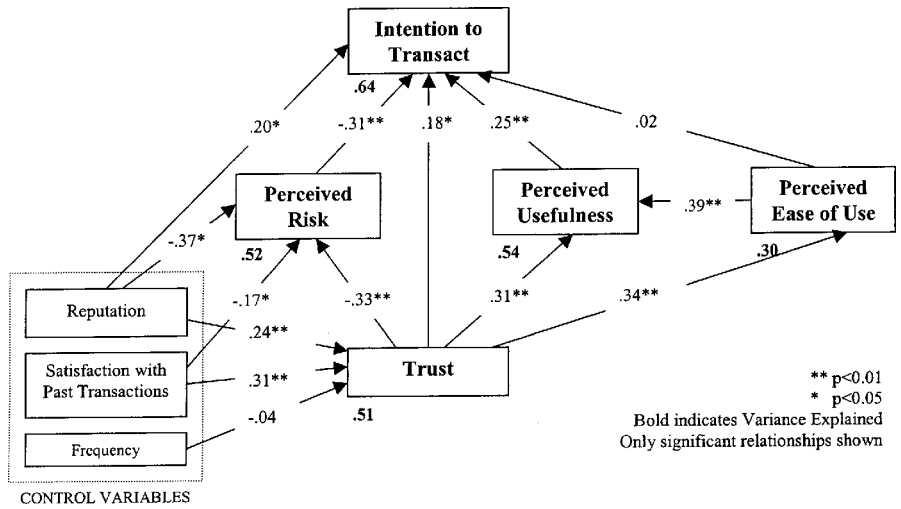 Intention to
Transact
.64
.20*
-.31**
.18*
.25**
.02
Perceived
Risk
.52
Perceived
Usefulness
.54
.39**
Perceived
Ease of Use
.30
-.37*
-.17*
-.33**
.31**
.34**
Reputation
.24**
Satisfaction with
Past Transactions
.31**
Trust
.51
Frequency
-.04
CONTROL VARIABLES
** p<0.01
* p<0.05
Bold indicates Variance Explained
Only significant relationships shown